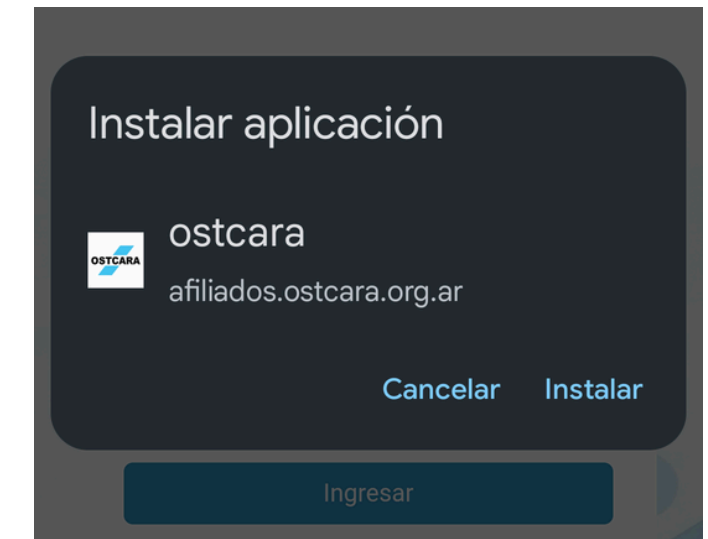 Instalar aplicación
OSTCARA
ostcara
afiliados.ostcara.org.ar
Cancelar Instalar
Ingresar